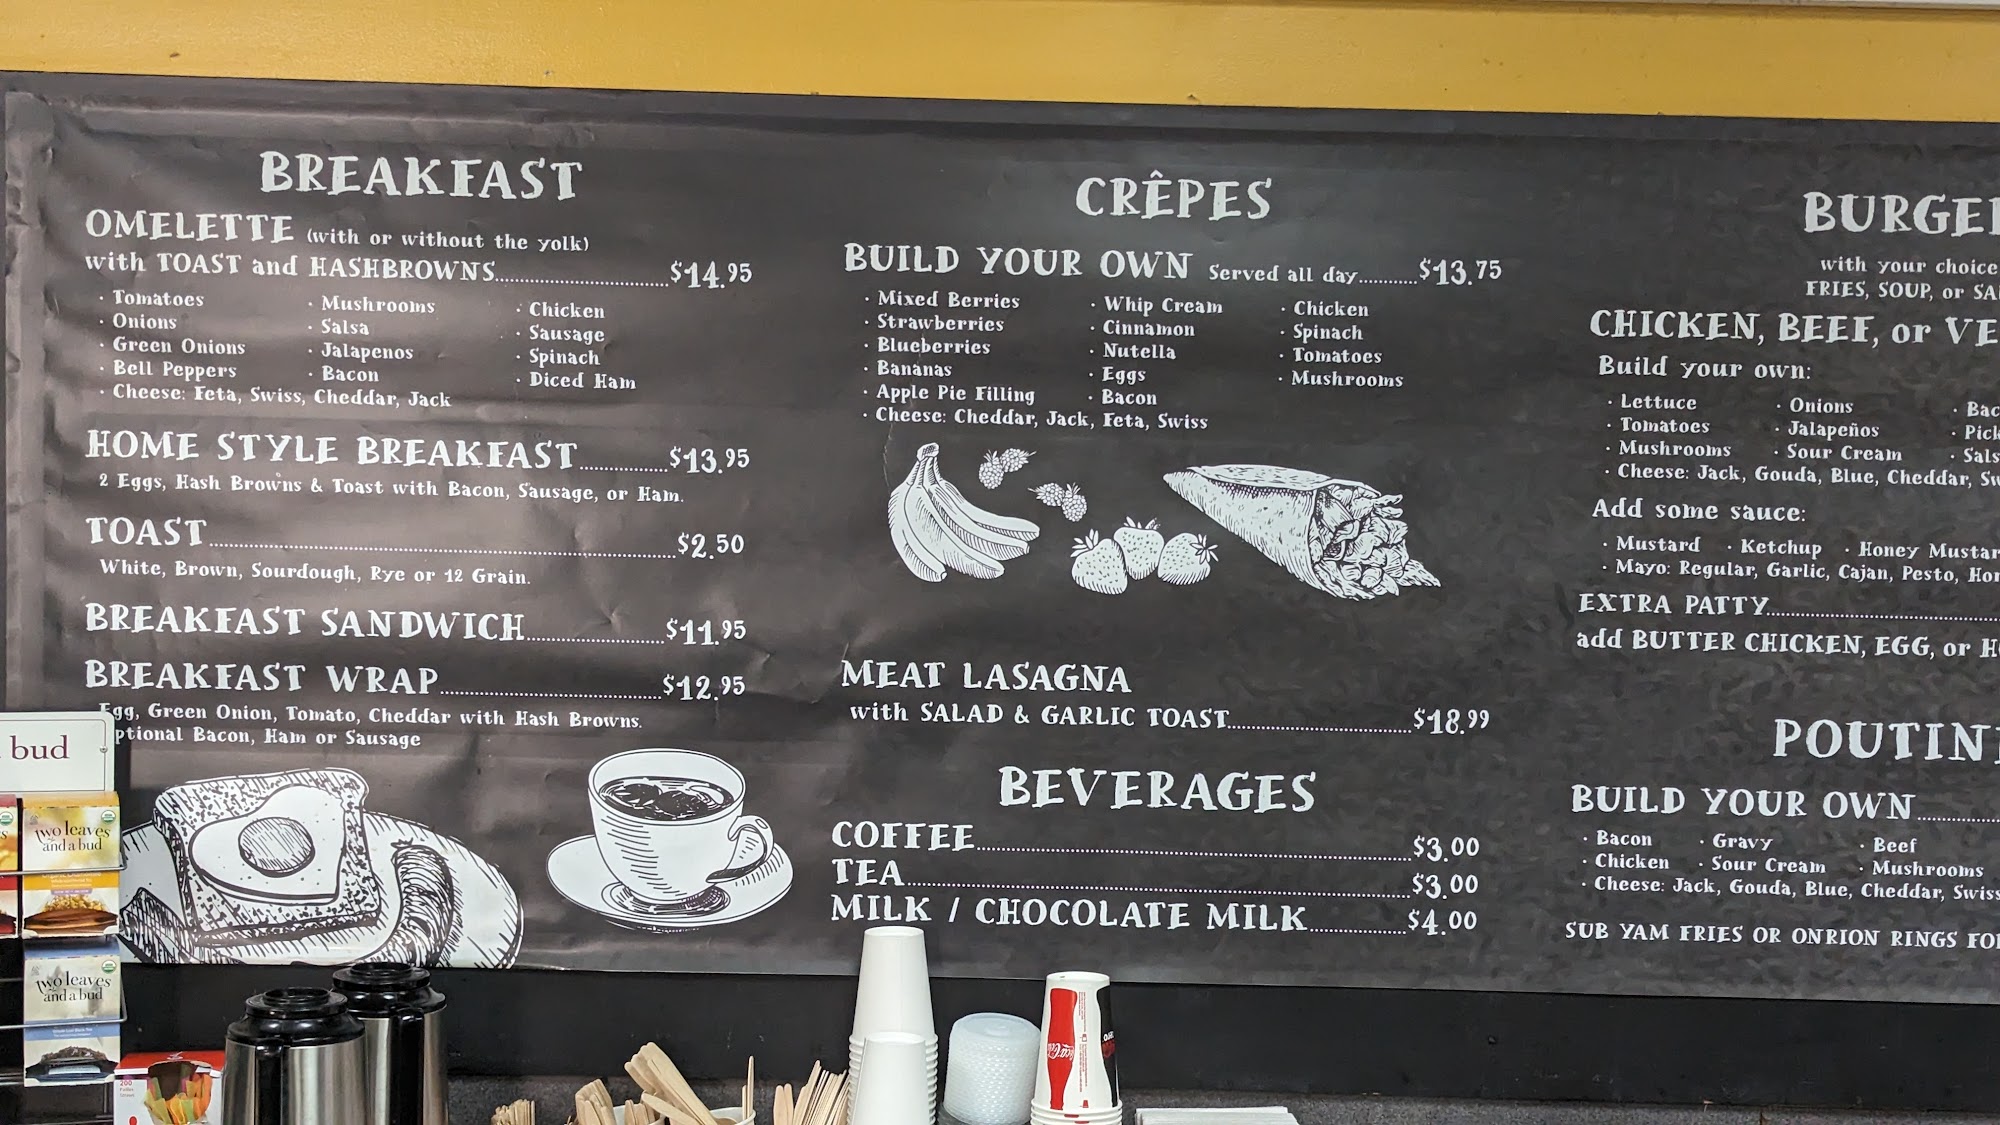 BREAKFAST
OMELETTE (with or without the yolk)
with TOAST and HASHBROWNS $14.95
· Tomatoes · Mushrooms · Chicken
· Onions · Salsa · Sausage
· Green Onions · Jalapenos · Spinach
· Bell Peppers · Bacon · Diced Ham
· Cheese: Feta, Swiss, Cheddar, Jack
HOME STYLE BREAKFAST $13.95
2 Eggs, Hash Browns & Toast with Bacon, Sausage, or Ham.
TOAST $2.50
White, Brown, Sourdough, Rye or 12 Grain.
BREAKFAST SANDWICH $11.95
BREAKFAST WRAP $12.95
Egg, Green Onion, Tomato, Cheddar with Hash Browns.
ptional Bacon, Ham or Sausage
CRÊPES
BUILD YOUR OWN Served all day $13.75
· Mixed Berries · Whip Cream · Chicken
· Strawberries · Cinnamon · Spinach
· Blueberries · Nutella · Tomatoes
· Bananas · Eggs · Mushrooms
· Apple Pie Filling · Bacon
· Cheese: Cheddar, Jack, Feta, Swiss
MEAT LASAGNA
with SALAD & GARLIC TOAST $18.99
BEVERAGES
COFFEE $3.00
TEA $3.00
MILK / CHOCOLATE MILK $4.00
BURGE
with your choice
FRIES, SOUP, or SA
CHICKEN, BEEF, or VE
Build your own:
· Lettuce · Onions · Bac
· Tomatoes · Jalapeños · Pick
· Mushrooms · Sour Cream · Sals
· Cheese: Jack, Gouda, Blue, Cheddar, Sw
Add some sauce:
· Mustard · Ketchup · Honey Mustar
· Mayo: Regular, Garlic, Cajan, Pesto, Hor
EXTRA PATTY
add BUTTER CHICKEN, EGG, or H
POUTIN
BUILD YOUR OWN
· Bacon · Gravy · Beef
· Chicken · Sour Cream · Mushrooms
· Cheese: Jack, Gouda, Blue, Cheddar, Swiss
SUB YAM FRIES OR ONRION RINGS FO
bud
two leaves
and a bud
two leaves
and a bud
200
Coca-Cola